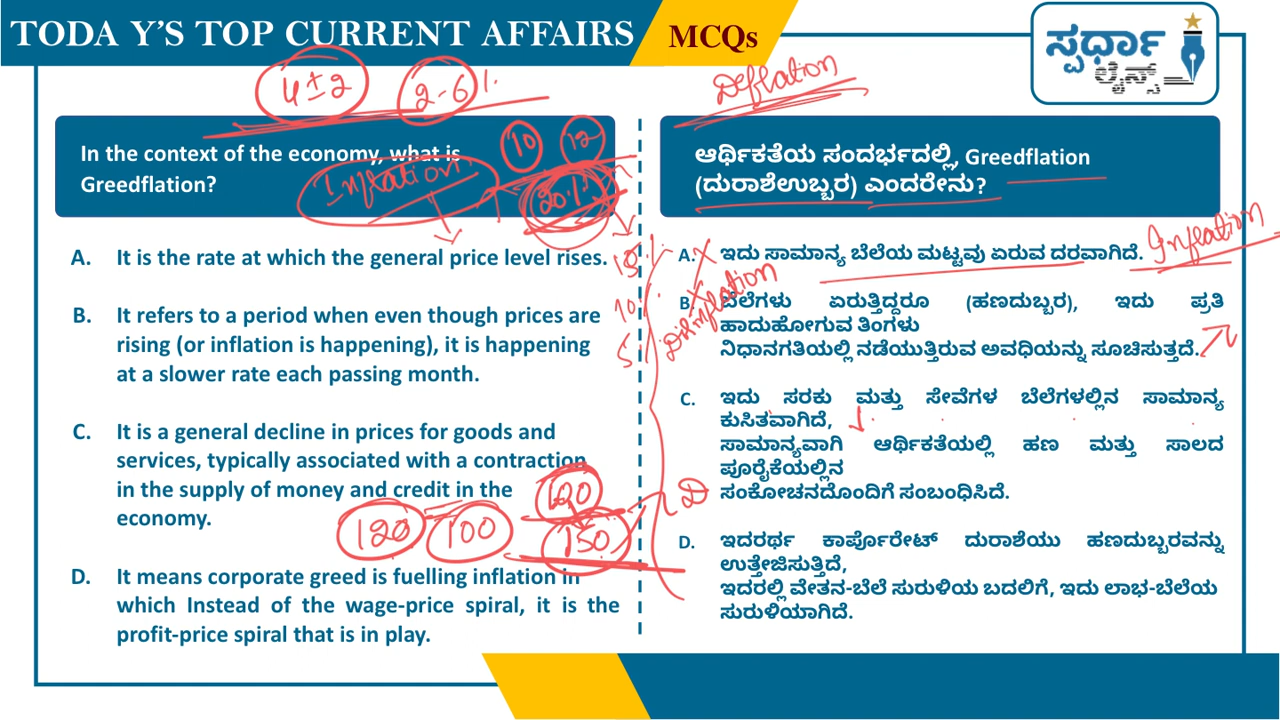 TODA Y'S TOP CURRENT AFFAIRS
MCQs
ಸ್ಪರ್ಧಾ
ಲೈನ್ಸ್
4±2
2-6%
Deflation
In the context of the economy, what is
Greedflation?
Inflation
10
12
20%
A. It is the rate at which the general price level rises.
B. It refers to a period when even though prices are
rising (or inflation is happening), it is happening
at a slower rate each passing month.
C. It is a general decline in prices for goods and
services, typically associated with a contraction
in the supply of money and credit in the
economy.
D. It means corporate greed is fuelling inflation in
which Instead of the wage-price spiral, it is the
profit-price spiral that is in play.
120
100
120
150
15%
10%
5%
Disinflation
D
ಆರ್ಥಿಕತೆಯ ಸಂದರ್ಭದಲ್ಲಿ, Greedflation
(ದುರಾಶೆಉಬ್ಬರ) ಎಂದರೇನು?
A. ಇದು ಸಾಮಾನ್ಯ ಬೆಲೆಯ ಮಟ್ಟವು ಏರುವ ದರವಾಗಿದೆ.
Inflation
B. ಬೆಲೆಗಳು ಏರುತ್ತಿದ್ದರೂ (ಹಣದುಬ್ಬರ), ಇದು ಪ್ರತಿ
ಹಾದುಹೋಗುವ ತಿಂಗಳು
ನಿಧಾನಗತಿಯಲ್ಲಿ ನಡೆಯುತ್ತಿರುವ ಅವಧಿಯನ್ನು ಸೂಚಿಸುತ್ತದೆ.
C. ಇದು ಸರಕು ಮತ್ತು ಸೇವೆಗಳ ಬೆಲೆಗಳಲ್ಲಿನ ಸಾಮಾನ್ಯ
ಕುಸಿತವಾಗಿದೆ,
ಸಾಮಾನ್ಯವಾಗಿ ಆರ್ಥಿಕತೆಯಲ್ಲಿ ಹಣ ಮತ್ತು ಸಾಲದ
ಪೂರೈಕೆಯಲ್ಲಿನ
ಸಂಕೋಚನದೊಂದಿಗೆ ಸಂಬಂಧಿಸಿದೆ.
D. ಇದರರ್ಥ ಕಾರ್ಪೊರೇಟ್ ದುರಾಶೆಯು ಹಣದುಬ್ಬರವನ್ನು
ಉತ್ತೇಜಿಸುತ್ತಿದೆ,
ಇದರಲ್ಲಿ ವೇತನ-ಬೆಲೆ ಸುರುಳಿಯ ಬದಲಿಗೆ, ಇದು ಲಾಭ-ಬೆಲೆಯ
ಸುರುಳಿಯಾಗಿದೆ.